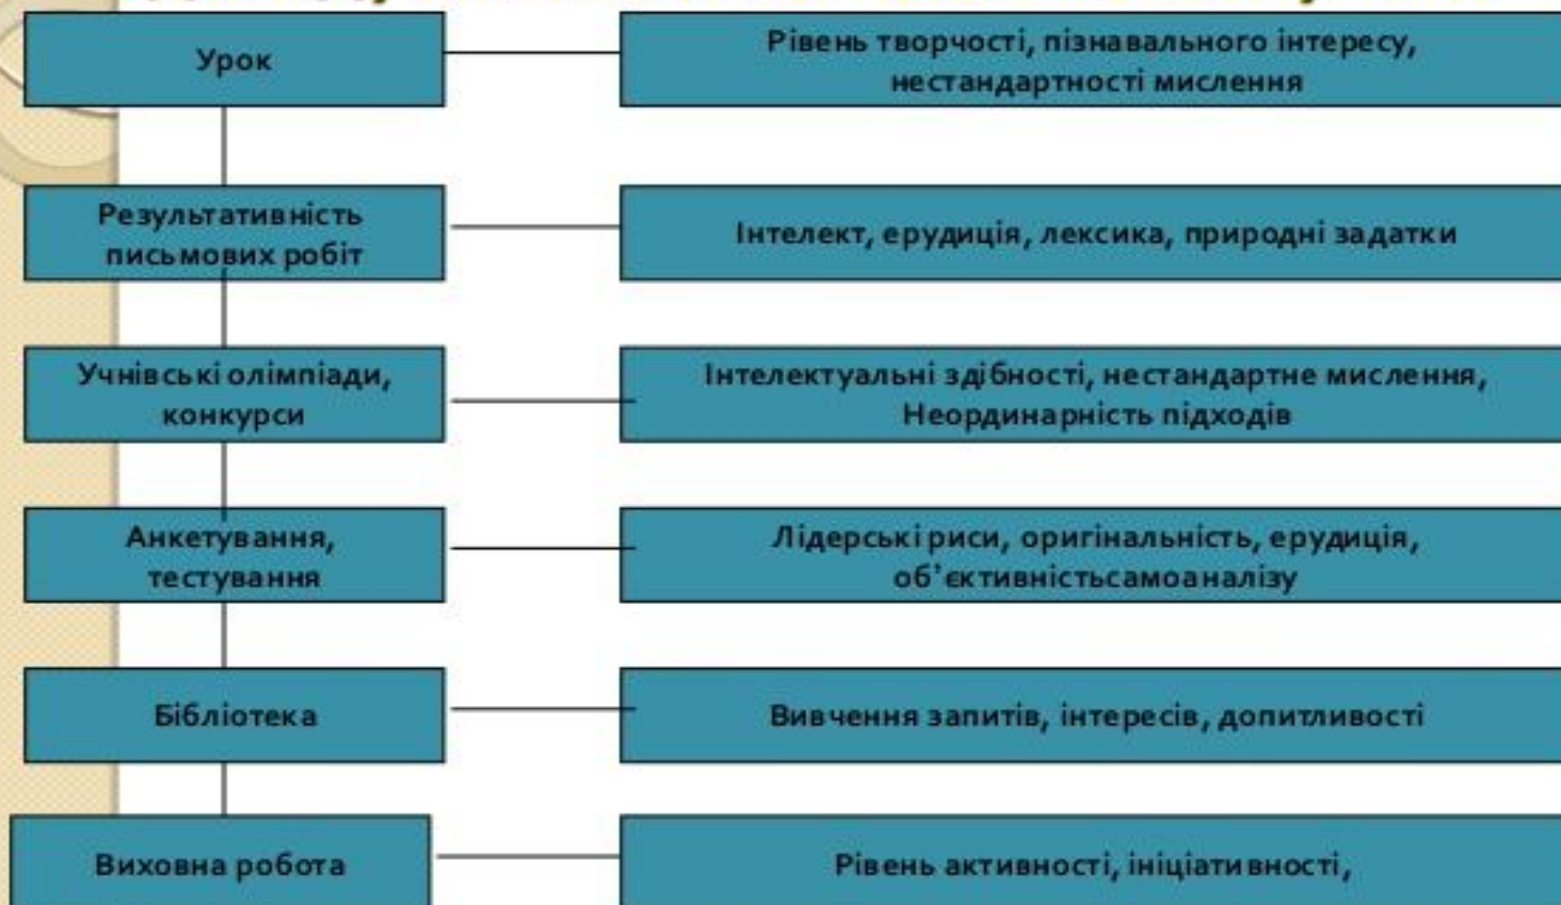 Урок
Рівень творчості, пізнавального інтересу,
нестандартності мислення
Результативність
письмових робіт
Інтелект, ерудиція, лексика, природні задатки
Учнівські олімпіади,
конкурси
Інтелектуальні здібності, нестандартне мислення,
Неординарність підходів
Анкетування,
тестування
Лідерські риси, оригінальність, ерудиція,
об'єктивністьсамоаналізу
Бібліотека
Вивчення запитів, інтересів, допитливості
Виховна робота
Рівень активності, ініціативності,